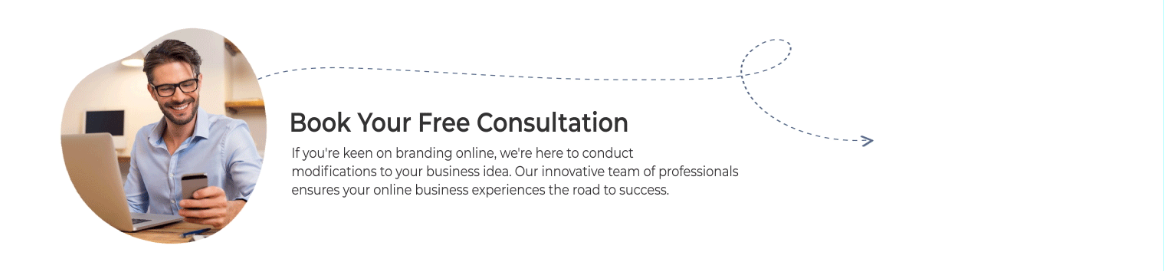 Book Your Free Consultation
If you're keen on branding online, we're here to conduct
modifications to your business idea. Our innovative team of professionals
ensures your online business experiences the road to success.